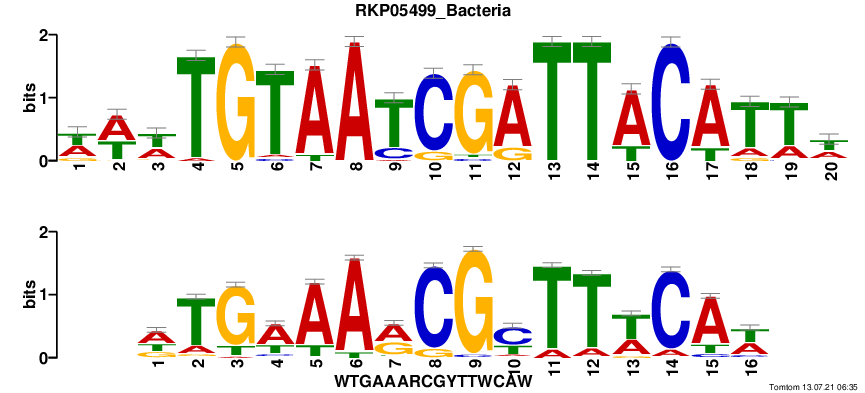 RKP05499_Bacteria
bits
2
1
0
1 2 3 4 5 6 7 8 9 10 11 12 13 14 15 16 17 18 19 20
bits
2
1
0
1 2 3 4 5 6 7 8 9 10 11 12 13 14 15 16
WTGAAARCGYTTWCAW
Tomtom 13.07.21 06:35